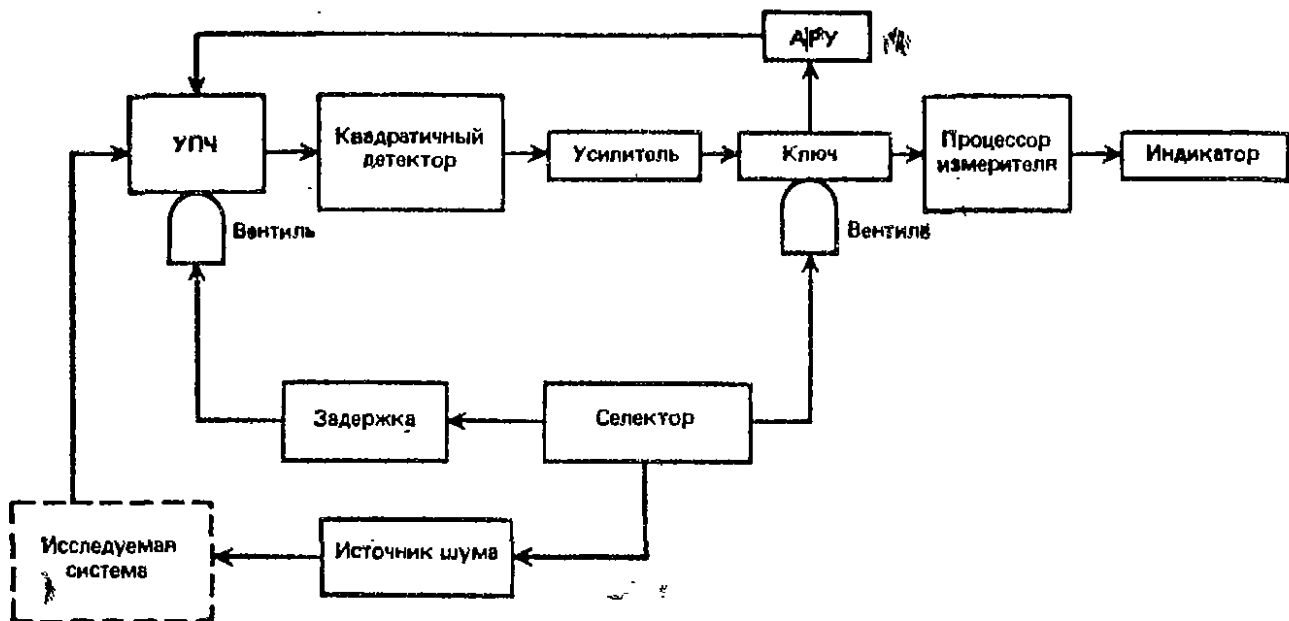 АРУ
УПЧ
Квадратичный
детектор
Усилитель
Ключ
Процессор
измерителя
Индикатор
Вентиль
Вентиль
Задержка
Селектор
Исследуемая
система
Источник шума